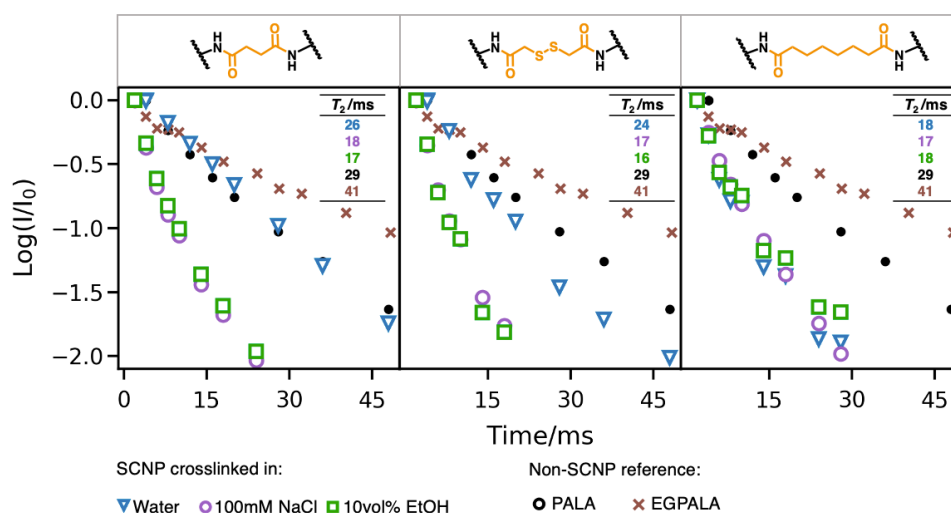 NH O O N H
NH O S S O N H
NH O O N H
T₂/ms
26
18
17
29
41
T₂/ms
24
17
16
29
41
T₂/ms
18
17
18
29
41
Log(I/I₀)
0.0
−0.5
−1.0
−1.5
−2.0
0 15 30 45 15 30 45 15 30 45
Time/ms
SCNP crosslinked in: Non-SCNP reference:
Water 100mM NaCl 10vol% EtOH PALA EGPALA